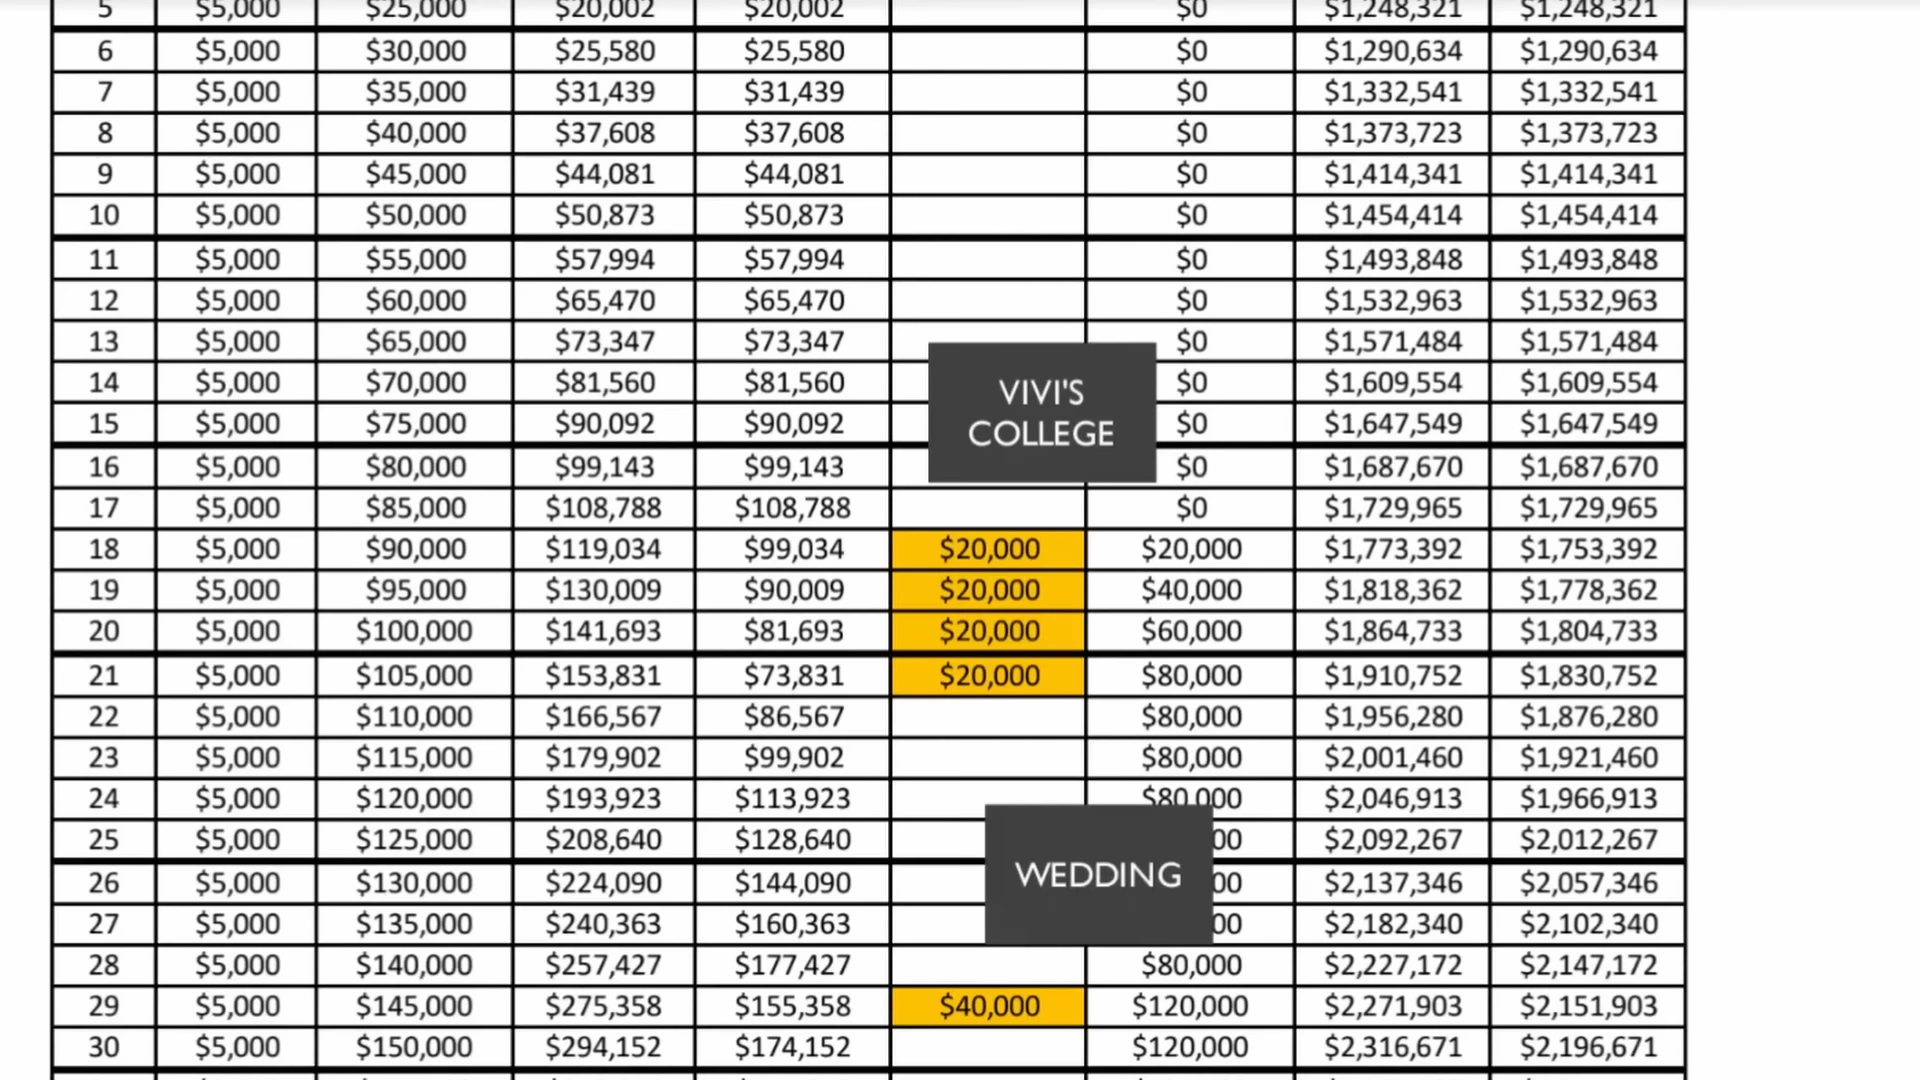 5 $5,000 $25,000 $20,002 $20,002 $0 $1,248,321 $1,248,321
6 $5,000 $30,000 $25,580 $25,580 $0 $1,290,634 $1,290,634
7 $5,000 $35,000 $31,439 $31,439 $0 $1,332,541 $1,332,541
8 $5,000 $40,000 $37,608 $37,608 $0 $1,373,723 $1,373,723
9 $5,000 $45,000 $44,081 $44,081 $0 $1,414,341 $1,414,341
10 $5,000 $50,000 $50,873 $50,873 $0 $1,454,414 $1,454,414
11 $5,000 $55,000 $57,994 $57,994 $0 $1,493,848 $1,493,848
12 $5,000 $60,000 $65,470 $65,470 $0 $1,532,963 $1,532,963
13 $5,000 $65,000 $73,347 $73,347 $0 $1,571,484 $1,571,484
14 $5,000 $70,000 $81,560 $81,560 $0 $1,609,554 $1,609,554
VIVI'S
COLLEGE
15 $5,000 $75,000 $90,092 $90,092 $0 $1,647,549 $1,647,549
16 $5,000 $80,000 $99,143 $99,143 $0 $1,687,670 $1,687,670
17 $5,000 $85,000 $108,788 $108,788 $0 $1,729,965 $1,729,965
18 $5,000 $90,000 $119,034 $99,034 $20,000 $20,000 $1,773,392 $1,753,392
19 $5,000 $95,000 $130,009 $90,009 $20,000 $40,000 $1,818,362 $1,778,362
20 $5,000 $100,000 $141,693 $81,693 $20,000 $60,000 $1,864,733 $1,804,733
21 $5,000 $105,000 $153,831 $73,831 $20,000 $80,000 $1,910,752 $1,830,752
22 $5,000 $110,000 $166,567 $86,567 $80,000 $1,956,280 $1,876,280
23 $5,000 $115,000 $179,902 $99,902 $80,000 $2,001,460 $1,921,460
24 $5,000 $120,000 $193,923 $113,923 $80,000 $2,046,913 $1,966,913
25 $5,000 $125,000 $208,640 $128,640 00 $2,092,267 $2,012,267
WEDDING
26 $5,000 $130,000 $224,090 $144,090 00 $2,137,346 $2,057,346
27 $5,000 $135,000 $240,363 $160,363 00 $2,182,340 $2,102,340
28 $5,000 $140,000 $257,427 $177,427 $80,000 $2,227,172 $2,147,172
29 $5,000 $145,000 $275,358 $155,358 $40,000 $120,000 $2,271,903 $2,151,903
30 $5,000 $150,000 $294,152 $174,152 $120,000 $2,316,671 $2,196,671